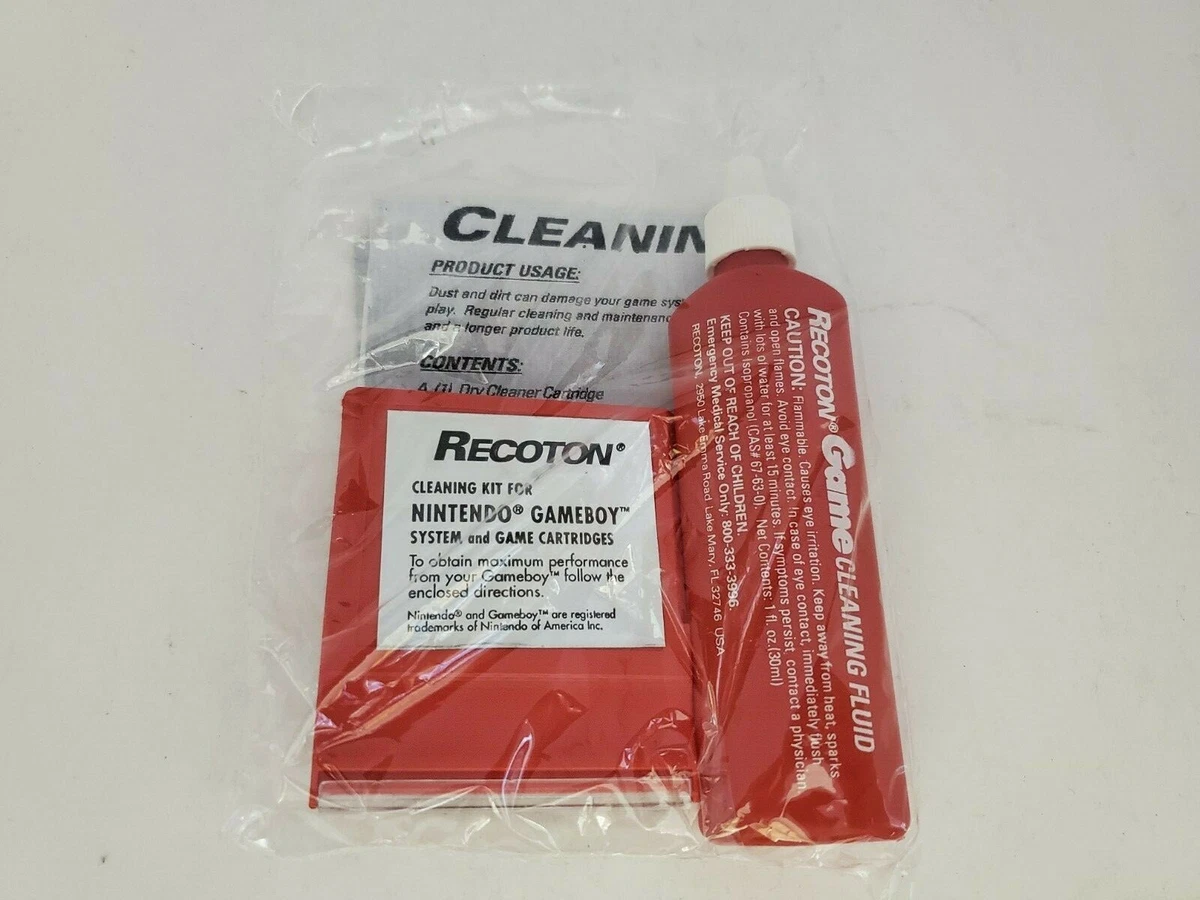 CLEANIN
PRODUCT USAGE:
Dust and dirt can damage your game sys
play. Regular cleaning and maintenanc
and a longer product life.
CONTENTS:
A. (1) Dry Cleaner Cartridge
RECOTON®
CLEANING KIT FOR
NINTENDO® GAMEBOY™
SYSTEM and GAME CARTRIDGES
To obtain maximum performance
from your Gameboy™ follow the
enclosed directions.
Nintendo® and Gameboy™ are registered
trademarks of Nintendo of America Inc.
RECOTON® Game CLEANING FLUID
CAUTION: Flammable. Causes eye irritation. Keep away from heat, sparks
and open flames. Avoid eye contact. In case of eye contact, immediately flush
with lots of water for at least 15 minutes. If symptoms persist, contact a physician.
Contains Isopropanol (CAS# 67-63-0) Net Contents: 1 fl. oz.(30ml)
KEEP OUT OF REACH OF CHILDREN.
Emergency Medical Service Only: 800-333-3996.
RECOTON, 2950 Lake Emma Road, Lake Mary, FL 32746 USA